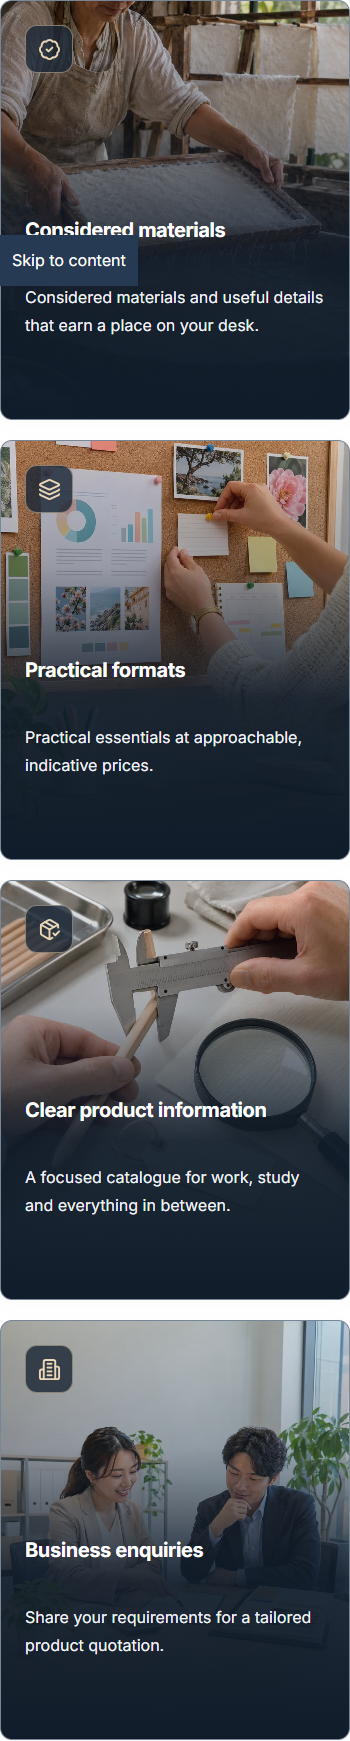 Considered materials
Skip to content
Considered materials and useful details
that earn a place on your desk.
Practical formats
Practical essentials at approachable,
indicative prices.
Clear product information
A focused catalogue for work, study
and everything in between.
Business enquiries
Share your requirements for a tailored
product quotation.